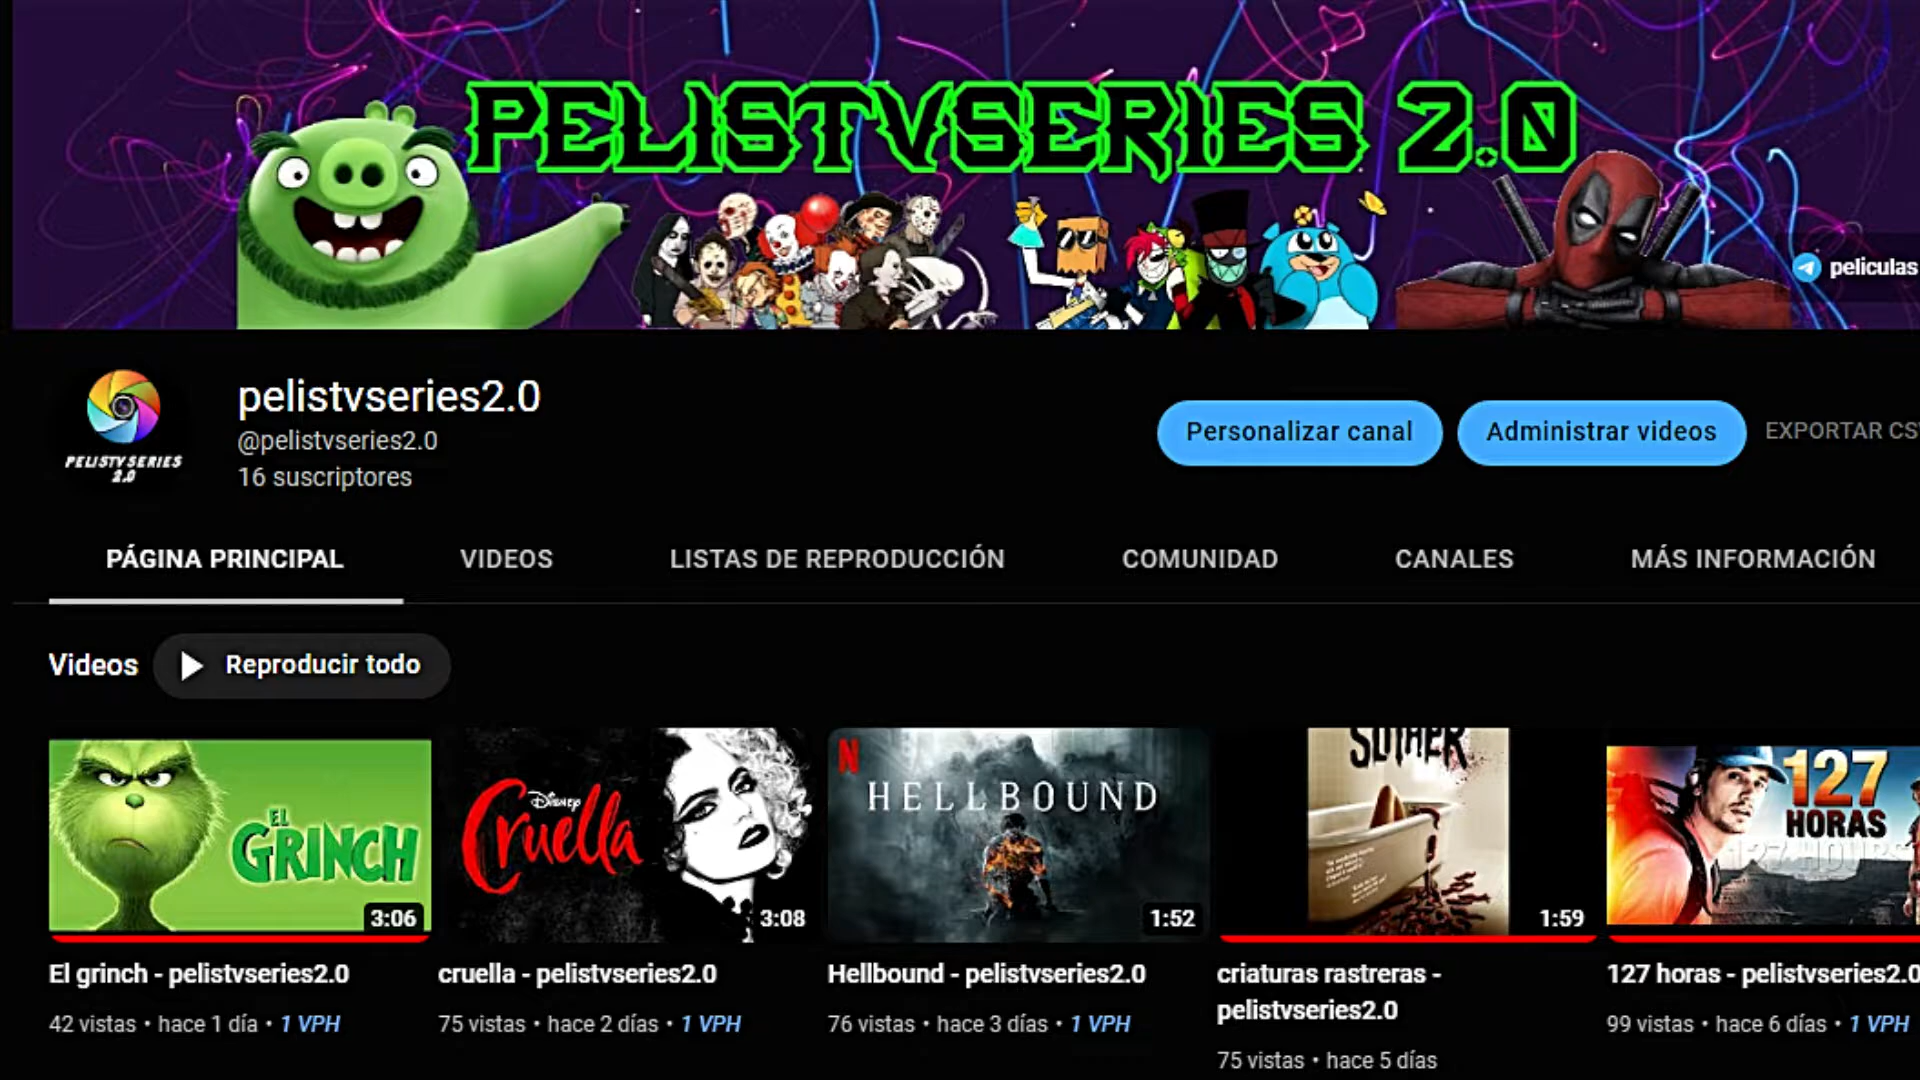 PELISTVSERIES 2.0
peliculas
pelistvseries2.0
@pelistvseries2.0
16 suscriptores
PELISTVSERIES
2.0
Personalizar canal
Administrar videos
EXPORTAR CSV
PÁGINA PRINCIPAL
VIDEOS
LISTAS DE REPRODUCCIÓN
COMUNIDAD
CANALES
MÁS INFORMACIÓN
Videos
Reproducir todo
EL
GRINCH
3:06
Disney
Cruella
3:08
N
HELLBOUND
1:52
SLITHER
1:59
127
HORAS
127 HOURS
El grinch - pelistvseries2.0
42 vistas • hace 1 día • 1 VPH
cruella - pelistvseries2.0
75 vistas • hace 2 días • 1 VPH
Hellbound - pelistvseries2.0
76 vistas • hace 3 días • 1 VPH
criaturas rastreras -
pelistvseries2.0
75 vistas • hace 5 días
127 horas - pelistvseries2.0
99 vistas • hace 6 días • 1 VPH